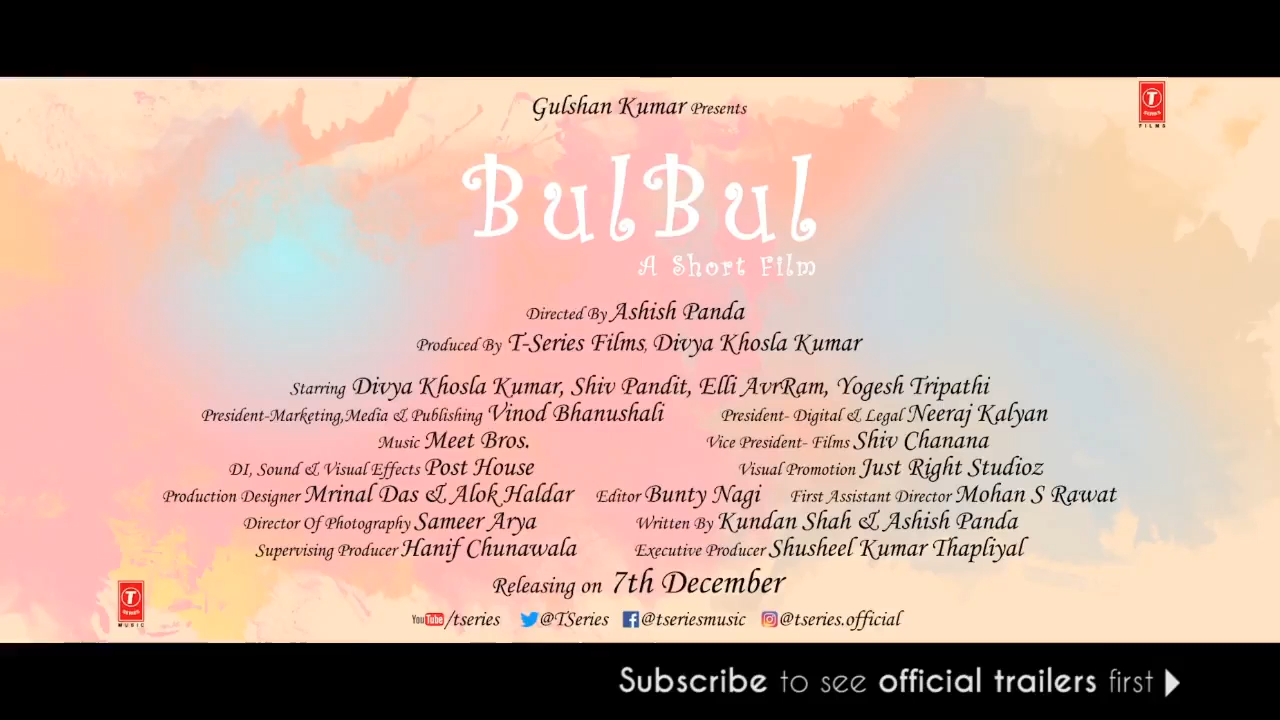 Gulshan Kumar Presents
T
SERIES
FILMS
BulBul
A Short Film
Directed By Ashish Panda
Produced By T-Series Films, Divya Khosla Kumar
Starring Divya Khosla Kumar, Shiv Pandit, Elli AvrRam, Yogesh Tripathi
President-Marketing,Media & Publishing Vinod Bhanushali President- Digital & Legal Neeraj Kalyan
Music Meet Bros. Vice President- Films Shiv Chanana
DI, Sound & Visual Effects Post House Visual Promotion Just Right Studioz
Production Designer Mrinal Das & Alok Haldar Editor Bunty Nagi First Assistant Director Mohan S Rawat
Director Of Photography Sameer Arya Written By Kundan Shah & Ashish Panda
Supervising Producer Hanif Chunawala Executive Producer Shusheel Kumar Thapliyal
Releasing on 7th December
T
SERIES
MUSIC
YouTube/tseries @TSeries @tseriesmusic @tseries.official
Subscribe to see official trailers first